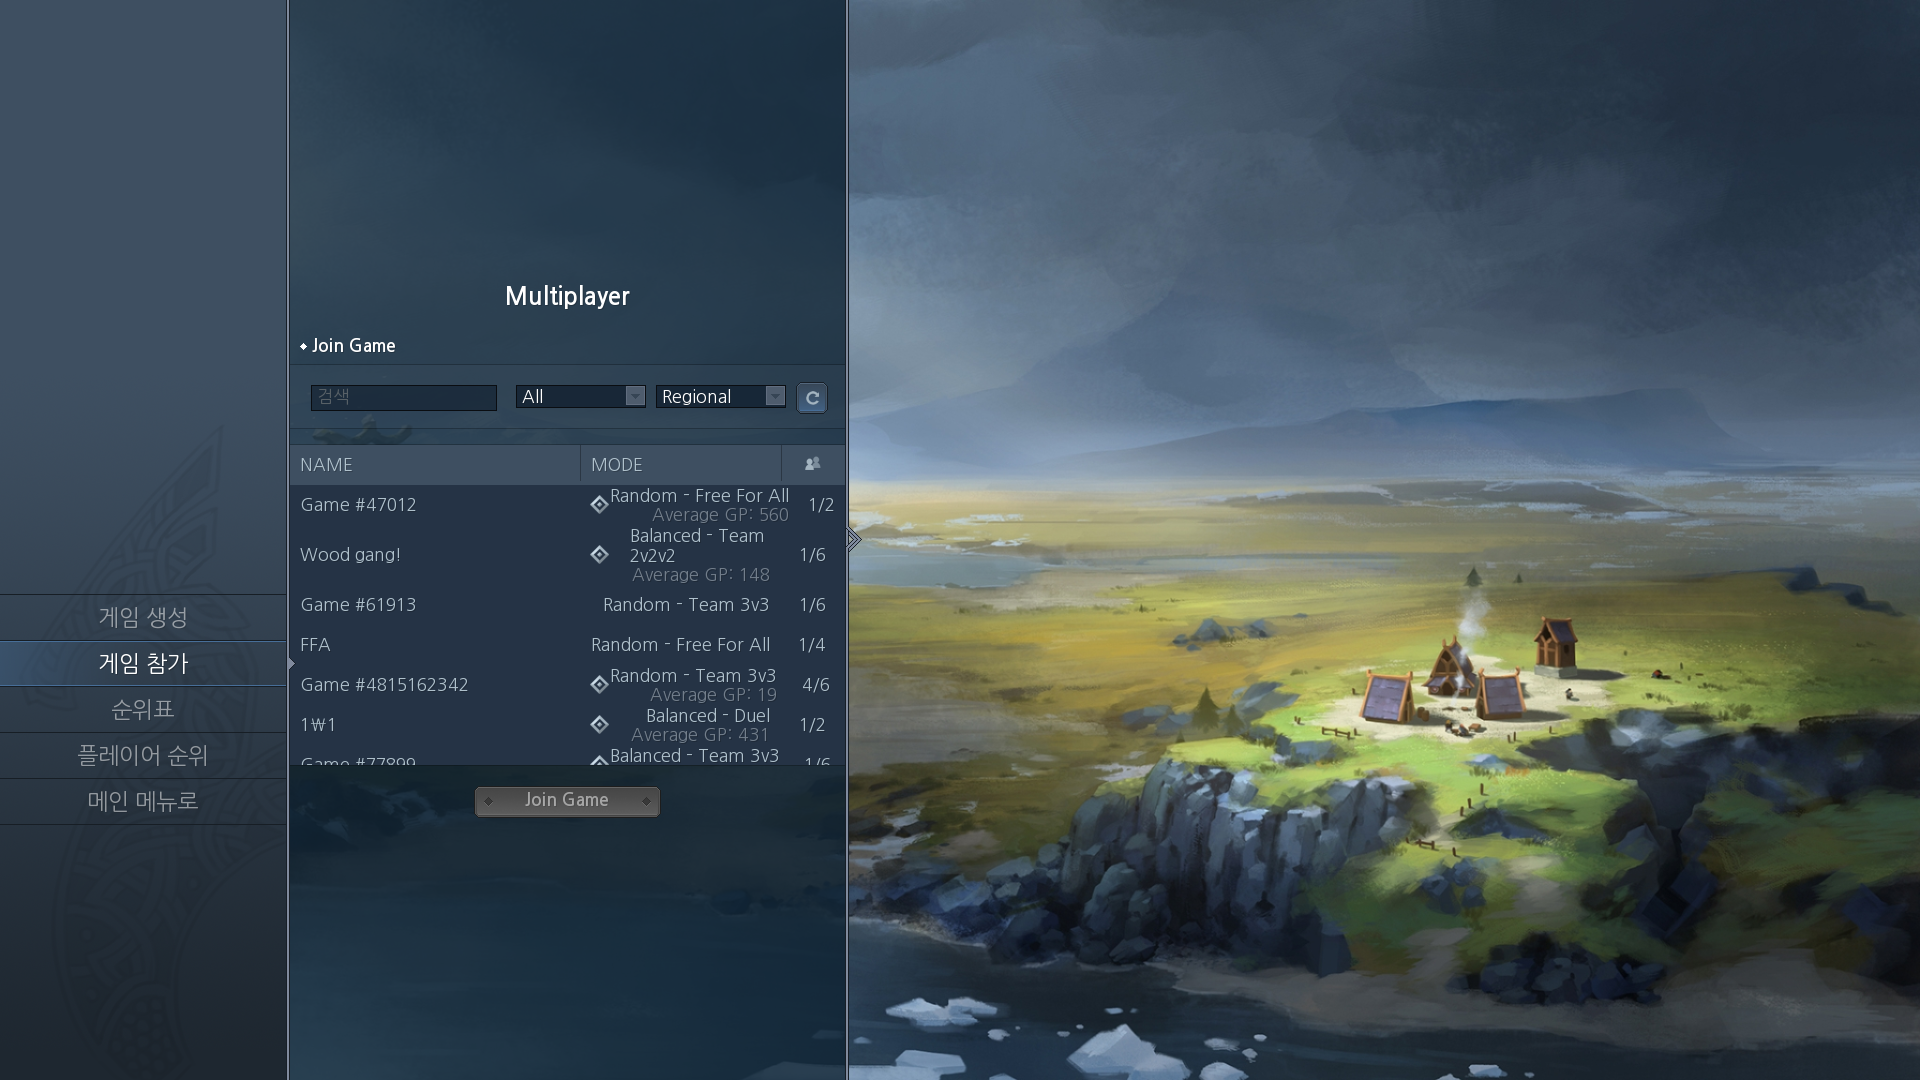 게임 생성
게임 참가
순위표
플레이어 순위
메인 메뉴로
Multiplayer
Join Game
검색
All
Regional
NAME
MODE
Game #47012
Random - Free For All
Average GP: 560
1/2
Wood gang!
Balanced - Team
2v2v2
Average GP: 148
1/6
Game #61913
Random - Team 3v3
1/6
FFA
Random - Free For All
1/4
Game #4815162342
Random - Team 3v3
Average GP: 19
4/6
1₩1
Balanced - Duel
Average GP: 431
1/2
Game #77899
Balanced - Team 3v3
1/6
Join Game